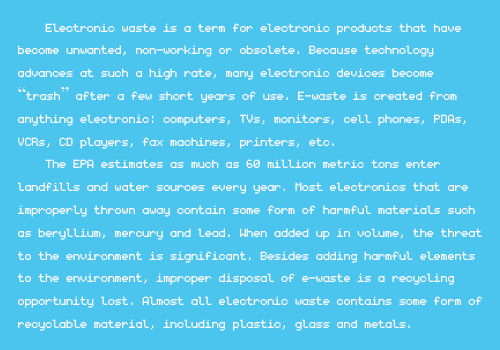 Electronic waste is a term for electronic products that have
become unwanted, non-working or obsolete. Because technology
advances at such a high rate, many electronic devices become
“trash” after a few short years of use. E-waste is created from
anything electronic: computers, TVs, monitors, cell phones, PDAs,
VCRs, CD players, fax machines, printers, etc.
The EPA estimates as much as 60 million metric tons enter
landfills and water sources every year. Most electronics that are
improperly thrown away contain some form of harmful materials such
as beryllium, mercury and lead. When added up in volume, the threat
to the environment is significant. Besides adding harmful elements
to the environment, improper disposal of e-waste is a recycling
opportunity lost. Almost all electronic waste contains some form of
recyclable material, including plastic, glass and metals.